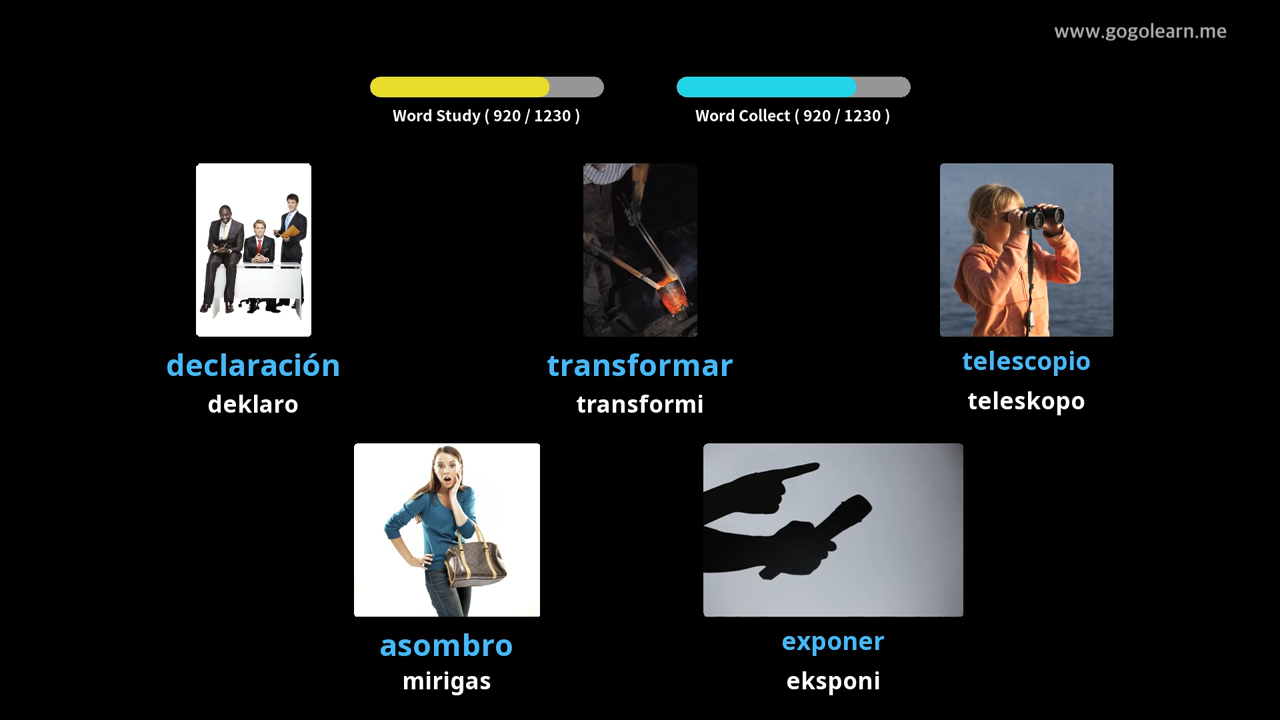 www.gogolearn.me
Word Study ( 920 / 1230 )
Word Collect ( 920 / 1230 )
declaración
deklaro
transformar
transformi
telescopio
teleskopo
asombro
mirigas
exponer
eksponi